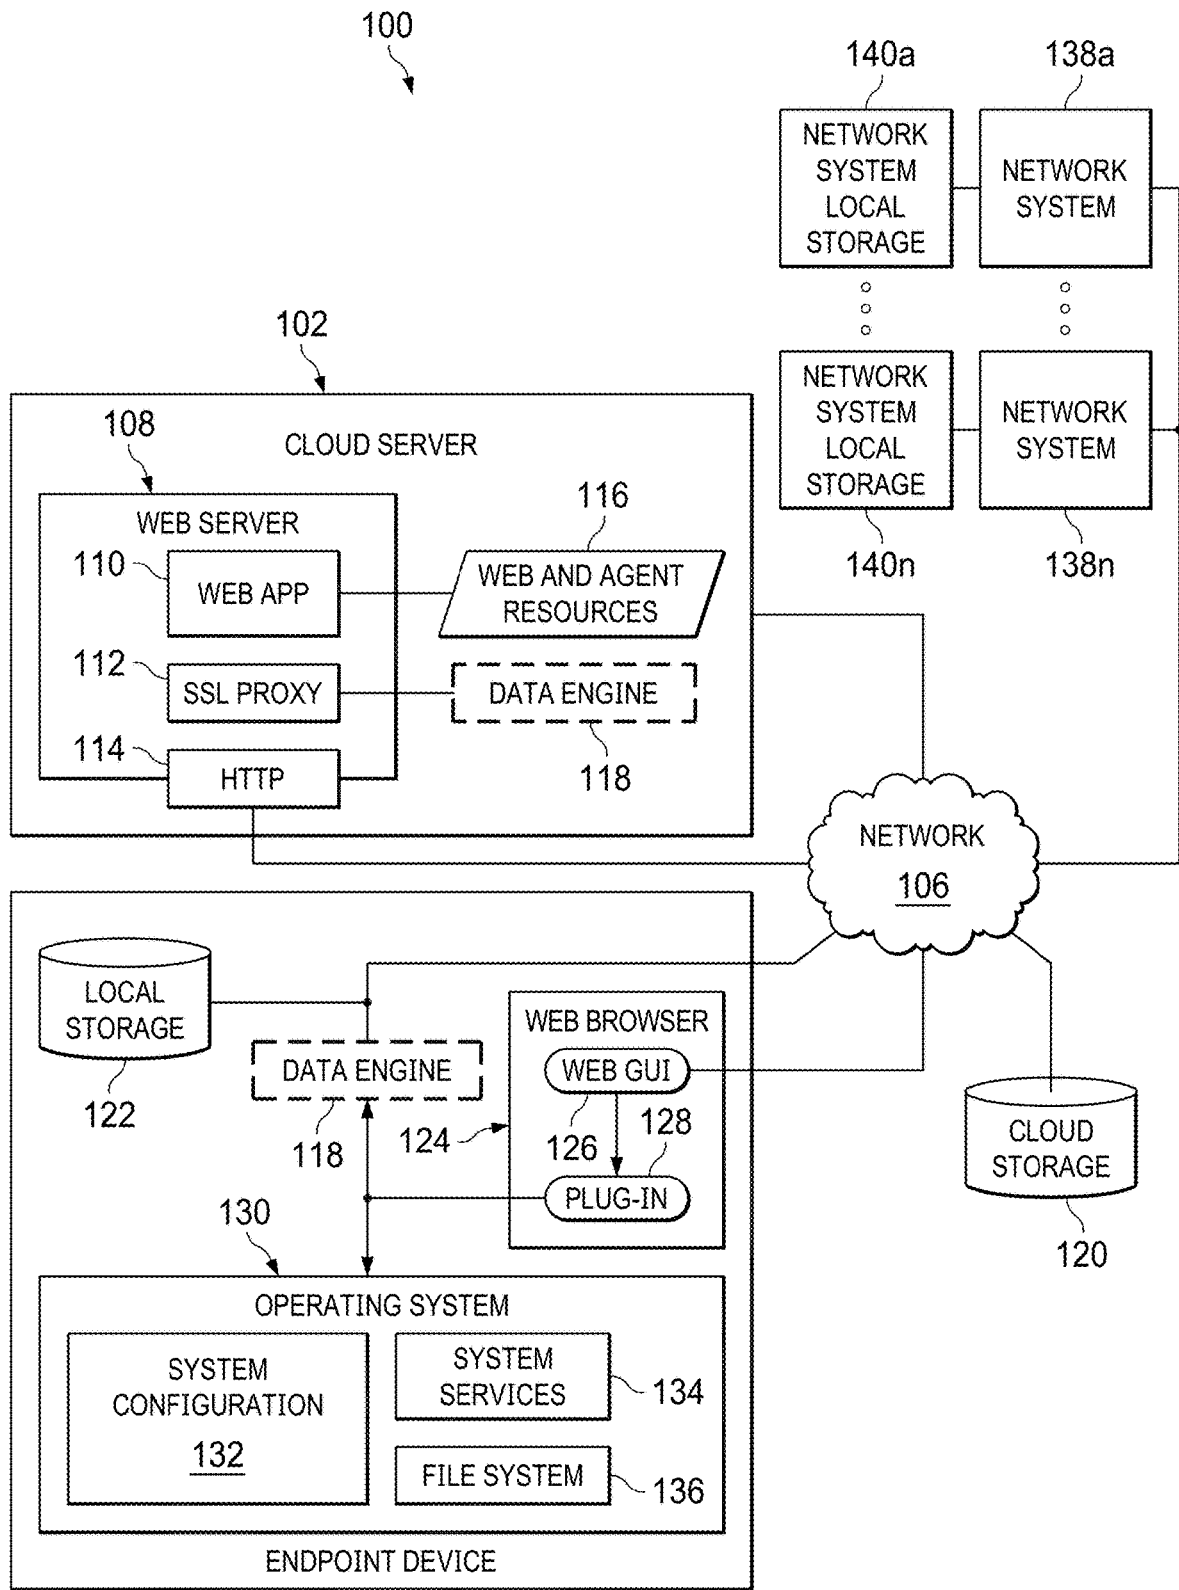 100
140a
138a
NETWORK
SYSTEM
LOCAL
STORAGE
NETWORK
SYSTEM
102
NETWORK
SYSTEM
LOCAL
STORAGE
NETWORK
SYSTEM
140n
138n
CLOUD SERVER
108
WEB SERVER
116
110
WEB APP
WEB AND AGENT
RESOURCES
112
SSL PROXY
DATA ENGINE
114
HTTP
118
NETWORK
106
LOCAL
STORAGE
122
DATA ENGINE
118
WEB BROWSER
WEB GUI
124
126
128
PLUG-IN
CLOUD
STORAGE
120
130
OPERATING SYSTEM
SYSTEM
CONFIGURATION
132
SYSTEM
SERVICES
134
FILE SYSTEM
136
ENDPOINT DEVICE